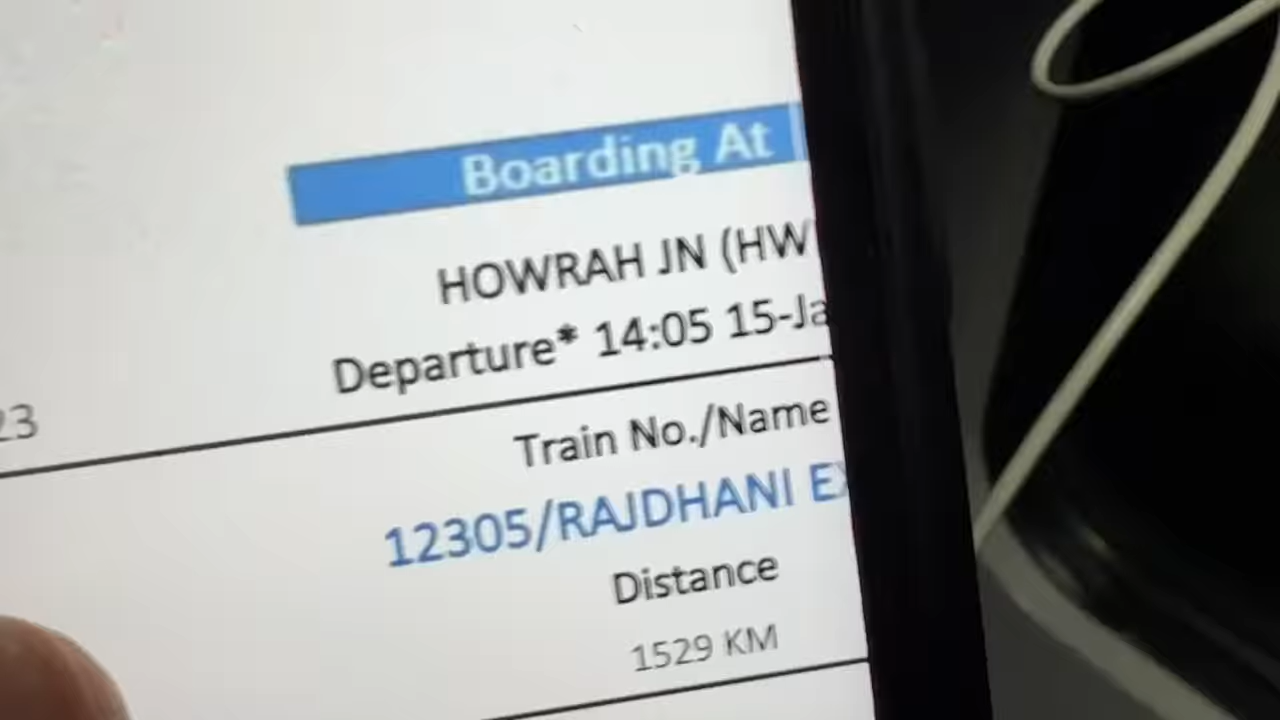 Boarding At
HOWRAH JN (HW
Departure* 14:05 15-Ja
23
Train No./Name
12305/RAJDHANI E
Distance
1529 KM